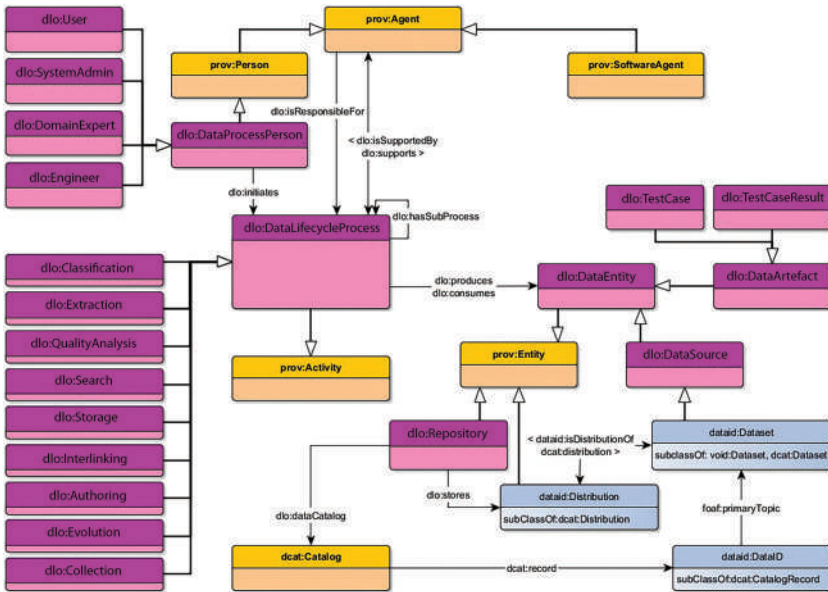 dlo:User
prov:Agent
prov:Person
prov:SoftwareAgent
dlo:SystemAdmin
dlo:DomainExpert
dlo:isResponsibleFor
dlo:DataProcessPerson
< dlo:isSupportedBy
dlo:supports >
dlo:Engineer
dlo:initiates
dlo:TestCase
dlo:TestCaseResult
dlo:hasSubProcess
dlo:DataLifecycleProcess
dlo:Classification
dlo:produces
dlo:consumes
dlo:DataEntity
dlo:DataArtefact
dlo:Extraction
dlo:QualityAnalysis
prov:Activity
prov:Entity
dlo:DataSource
dlo:Search
dlo:Storage
dlo:Repository
dataid:Dataset
subclassOf: void:Dataset, dcat:Dataset
< dataid:isDistributionOf
dcat:distribution >
dlo:Interlinking
dlo:Authoring
dlo:stores
dataid:Distribution
subClassOf:dcat:Distribution
dlo:dataCatalog
foaf:primaryTopic
dlo:Evolution
dlo:Collection
dcat:Catalog
dcat:record
dataid:DataID
subClassOf:dcat:CatalogRecord